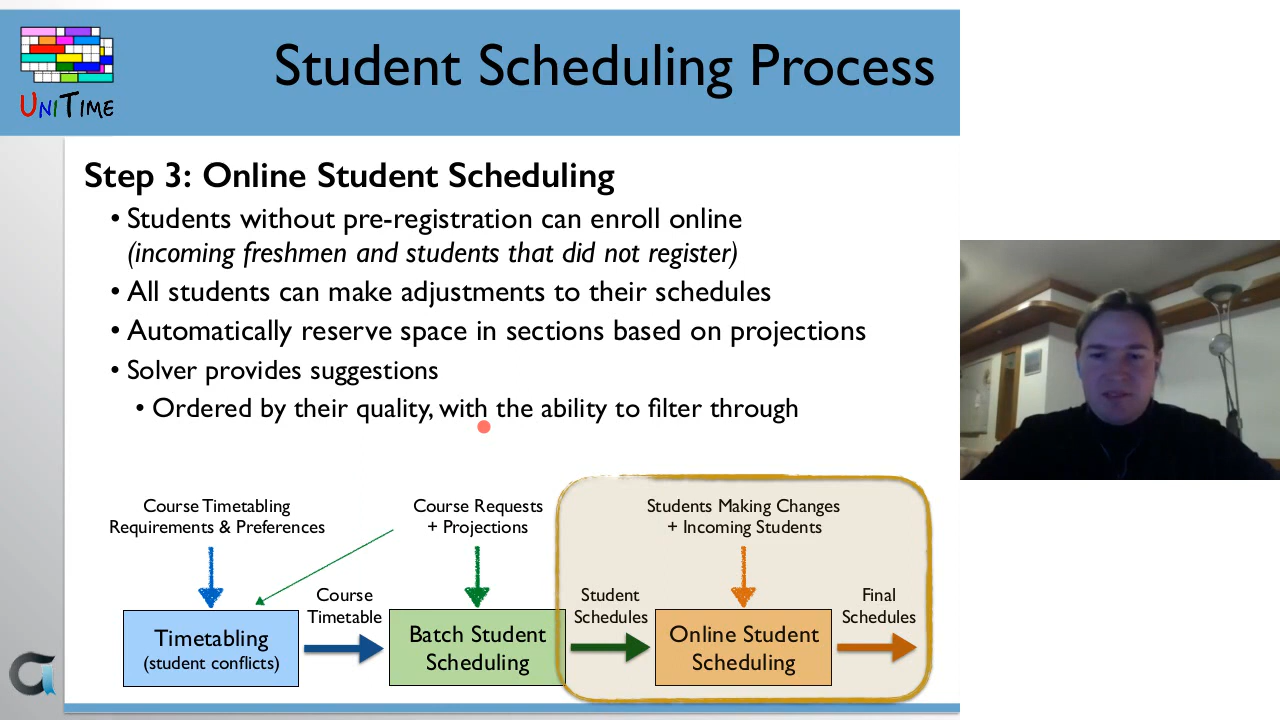 UNITIME
Student Scheduling Process
Step 3: Online Student Scheduling
• Students without pre-registration can enroll online
(incoming freshmen and students that did not register)
• All students can make adjustments to their schedules
• Automatically reserve space in sections based on projections
• Solver provides suggestions
• Ordered by their quality, with the ability to filter through
Course Timetabling
Requirements & Preferences
Course Requests
+ Projections
Students Making Changes
+ Incoming Students
Timetabling
(student conflicts)
Course
Timetable
Batch Student
Scheduling
Student
Schedules
Online Student
Scheduling
Final
Schedules